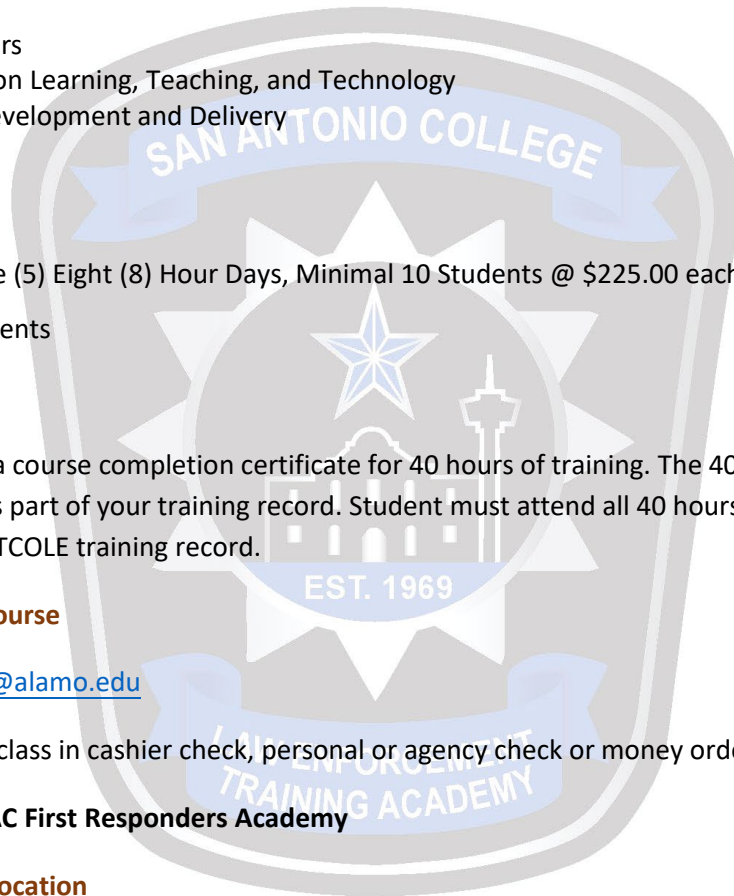 rs
on Learning, Teaching, and Technology
evelopment and Delivery
SAN ANTONIO COLLEGE
e (5) Eight (8) Hour Days, Minimal 10 Students @ $225.00 each
ents
a course completion certificate for 40 hours of training. The 40
s part of your training record. Student must attend all 40 hours
TCOLE training record.
EST. 1969
ourse
@alamo.edu
class in cashier check, personal or agency check or money orde
LAW ENFORCEMENT
TRAINING ACADEMY
AC First Responders Academy
ocation